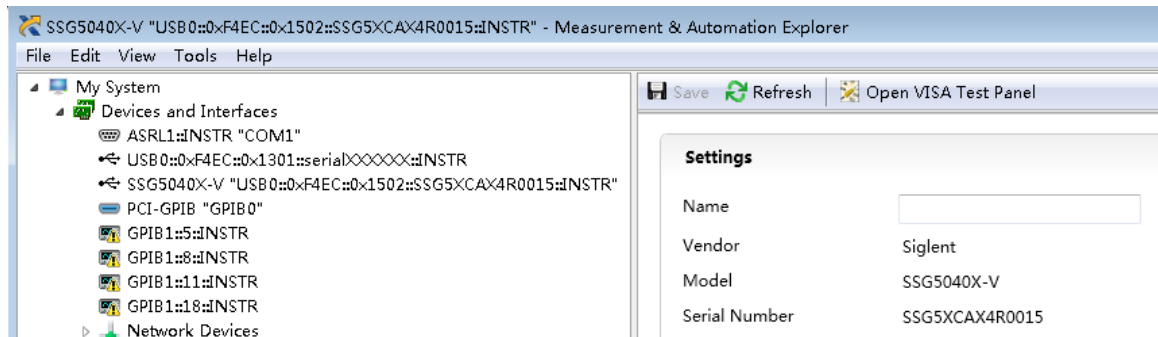 SSG5040X-V "USB0::0xF4EC::0x1502::SSG5XCAX4R0015::INSTR" - Measurement & Automation Explorer
File Edit View Tools Help
My System
Devices and Interfaces
ASRL1::INSTR "COM1"
USB0::0xF4EC::0x1301::serialXXXXXX::INSTR
SSG5040X-V "USB0::0xF4EC::0x1502::SSG5XCAX4R0015::INSTR"
PCI-GPIB "GPIB0"
GPIB1::5::INSTR
GPIB1::8::INSTR
GPIB1::11::INSTR
GPIB1::18::INSTR
Network Devices
Save Refresh Open VISA Test Panel
Settings
Name
Vendor Siglent
Model SSG5040X-V
Serial Number SSG5XCAX4R0015